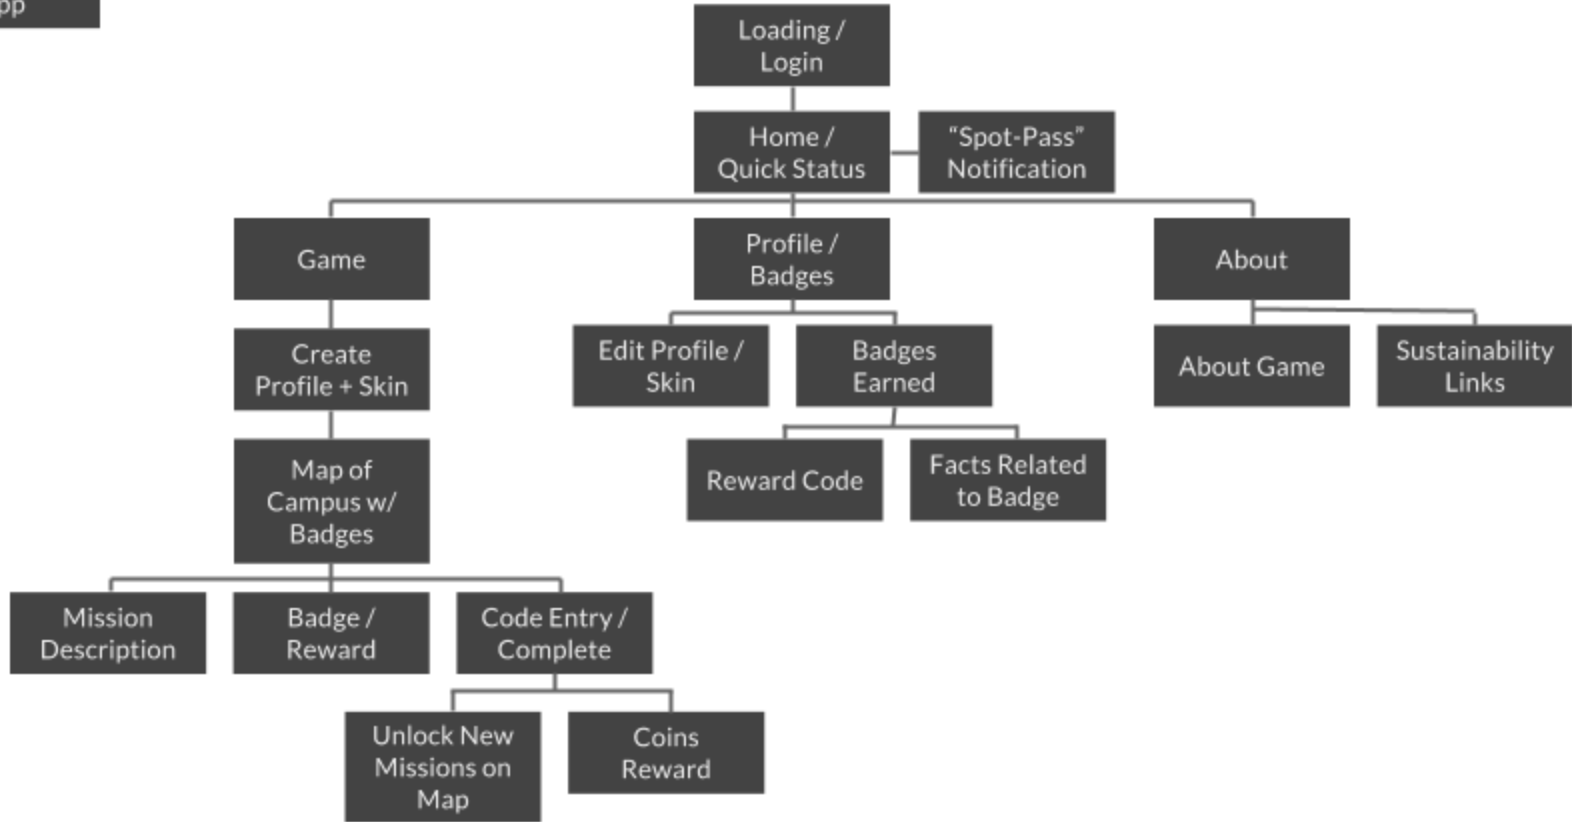 pp
Loading /
Login
Home /
Quick Status
“Spot-Pass”
Notification
Game
Profile /
Badges
About
Create
Profile + Skin
Edit Profile /
Skin
Badges
Earned
About Game
Sustainability
Links
Map of
Campus w/
Badges
Reward Code
Facts Related
to Badge
Mission
Description
Badge /
Reward
Code Entry /
Complete
Unlock New
Missions on
Map
Coins
Reward